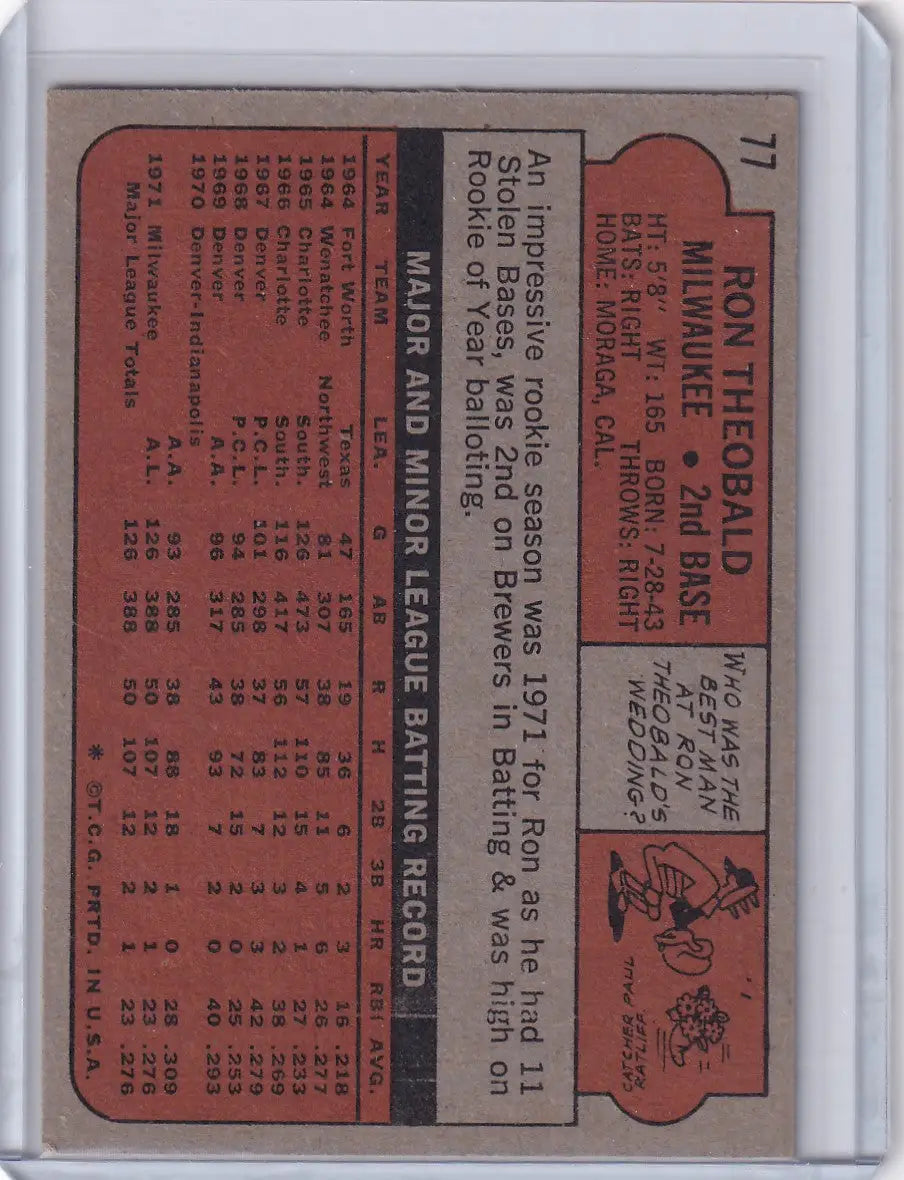 77
RON THEOBALD
MILWAUKEE • 2nd BASE
HT: 5'8" WT: 165 BORN: 7-28-43
BATS: RIGHT THROWS: RIGHT
HOME: MORAGA, CAL.
WHO WAS THE
BEST MAN
AT RON
THEOBALD'S
WEDDING?
CATCHER PAUL
RATLIFF
An impressive rookie season was 1971 for Ron as he had 11
Stolen Bases, was 2nd on Brewers in Batting & was high on
Rookie of Year balloting.
MAJOR AND MINOR LEAGUE BATTING RECORD
YEAR TEAM LEA. G AB R H 2B 3B HR RBI AVG.
1964 Fort Worth Texas 47 165 19 36 6 2 3 16 .218
1964 Wenatchee Northwest 81 307 38 85 11 5 6 26 .277
1965 Charlotte South. 126 473 57 110 15 4 1 27 .233
1966 Charlotte South. 116 417 56 112 12 3 2 38 .269
1967 Denver P.C.L. 101 298 37 83 7 3 3 42 .279
1968 Denver P.C.L. 94 285 38 72 15 2 0 25 .253
1969 Denver A.A. 96 317 43 93 7 2 0 40 .293
1970 Denver-Indianapolis A.A. 93 285 38 88 18 1 0 28 .309
1971 Milwaukee A.L. 126 388 50 107 12 2 1 23 .276
Major League Totals 126 388 50 107 12 2 1 23 .276
* ©T.C.G. PRTD. IN U.S.A.